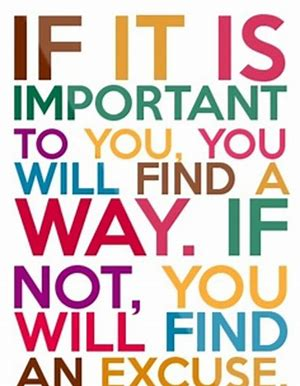 IF IT IS
IMPORTANT
TO YOU, YOU
WILL FIND A
WAY. IF
NOT, YOU
WILL FIND
AN EXCUSE.